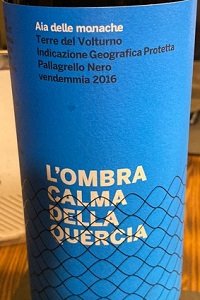 Aia delle monache
Terre del Volturno
Indicazione Geografica Protetta
Pallagrello Nero
vendemmia 2016
L'OMBRA
CALMA
DELLA
QUERCIA